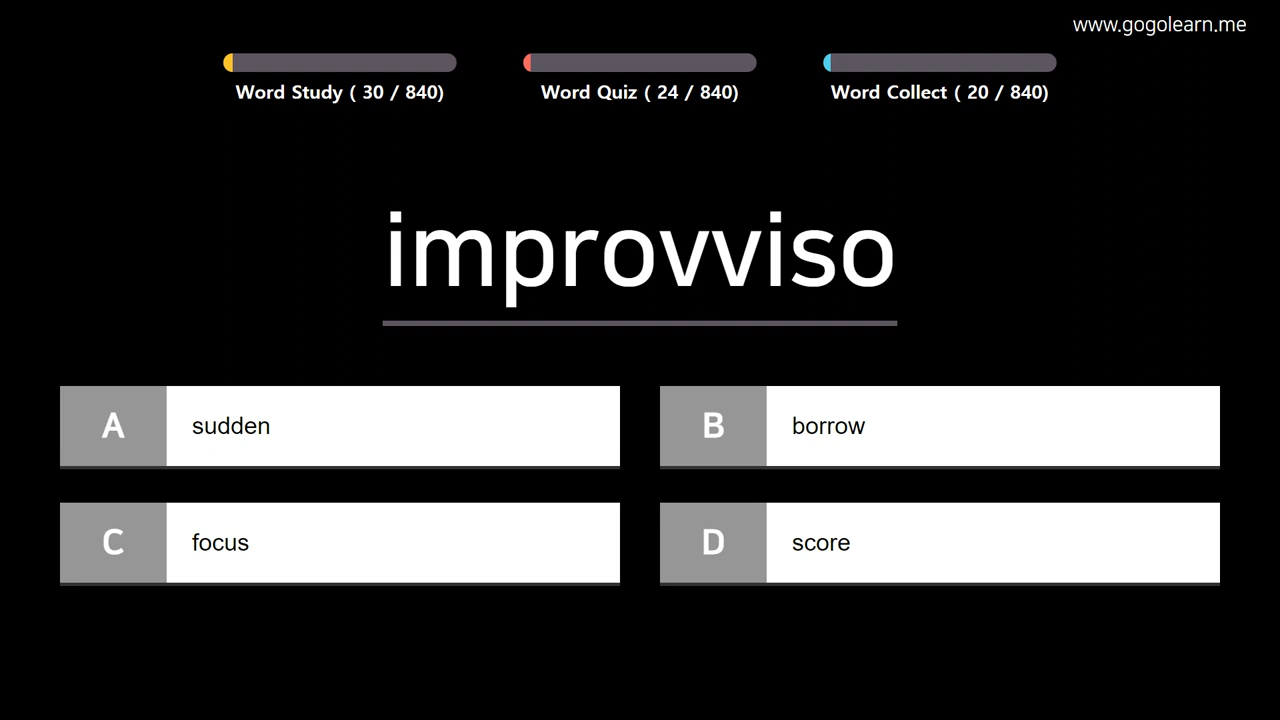 www.gogolearn.me
Word Study ( 30 / 840)
Word Quiz ( 24 / 840)
Word Collect ( 20 / 840)
improvviso
A sudden
B borrow
C focus
D score